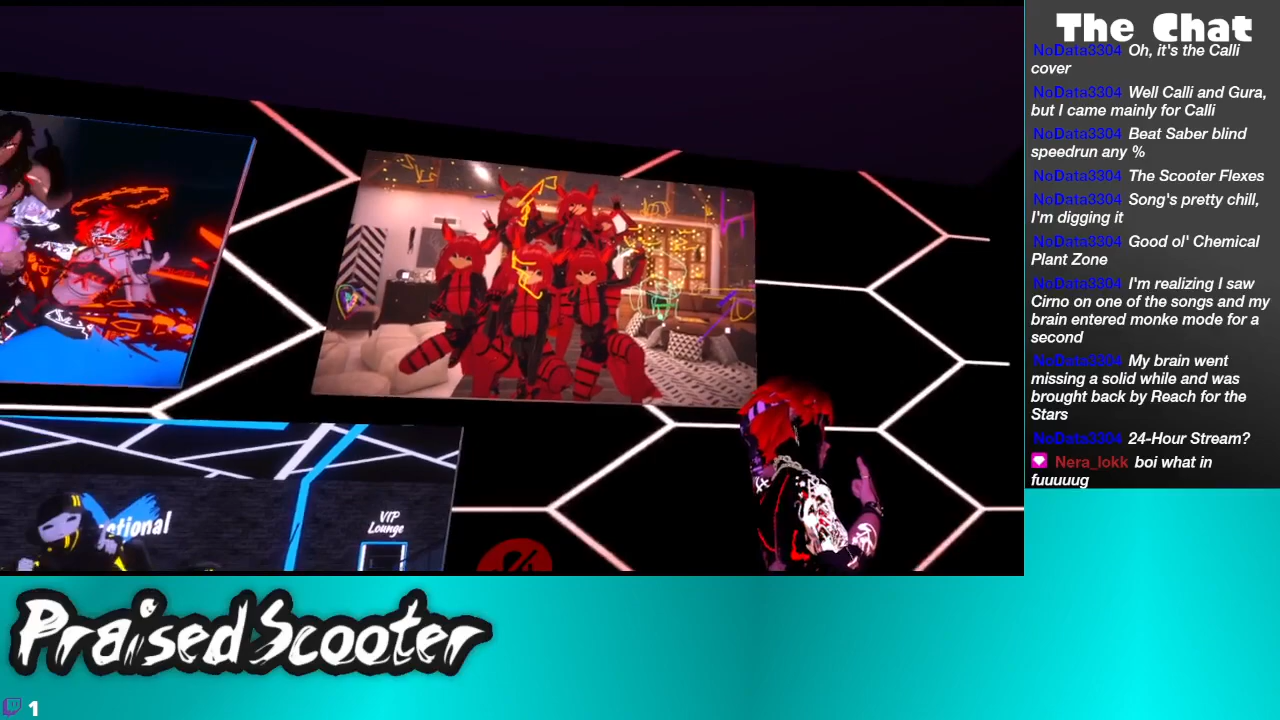 The Chat
NoData3304 Oh, it's the Calli
cover
NoData3304 Well Calli and Gura,
but I came mainly for Calli
NoData3304 Beat Saber blind
speedrun any %
NoData3304 The Scooter Flexes
NoData3304 Song's pretty chill,
I'm digging it
NoData3304 Good ol' Chemical
Plant Zone
NoData3304 I'm realizing I saw
Cirno on one of the songs and my
brain entered monke mode for a
second
NoData3304 My brain went
missing a solid while and was
brought back by Reach for the
Stars
NoData3304 24-Hour Stream?
Nera_lokk boi what in
fuuuuug
VIP
Lounge
PraisedScooter
1